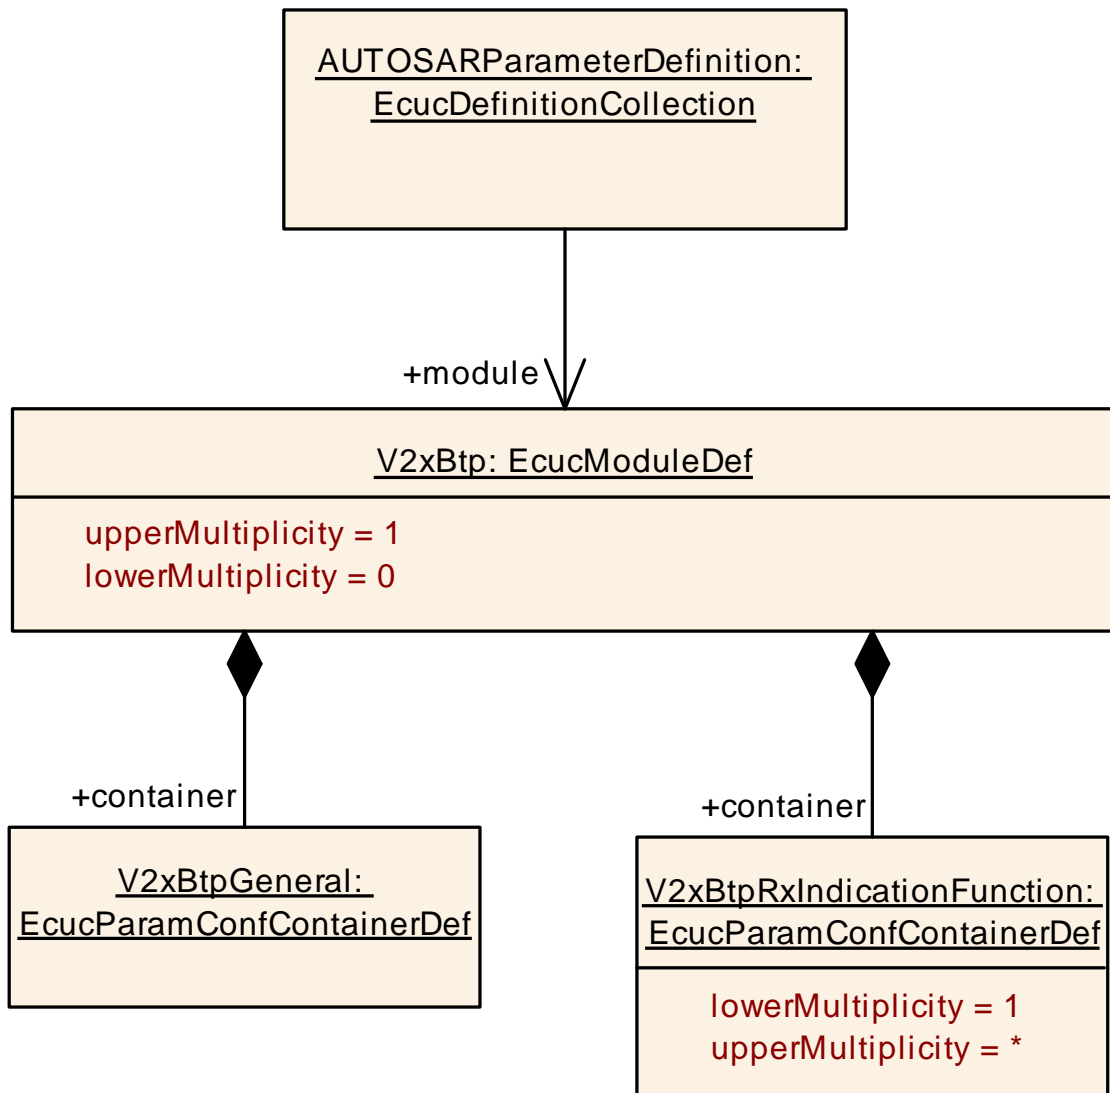 AUTOSARParameterDefinition:
EcucDefinitionCollection
+module
V2xBtp: EcucModuleDef
upperMultiplicity = 1
lowerMultiplicity = 0
+container
+container
V2xBtpGeneral:
EcucParamConfContainerDef
V2xBtpRxIndicationFunction:
EcucParamConfContainerDef
lowerMultiplicity = 1
upperMultiplicity = *